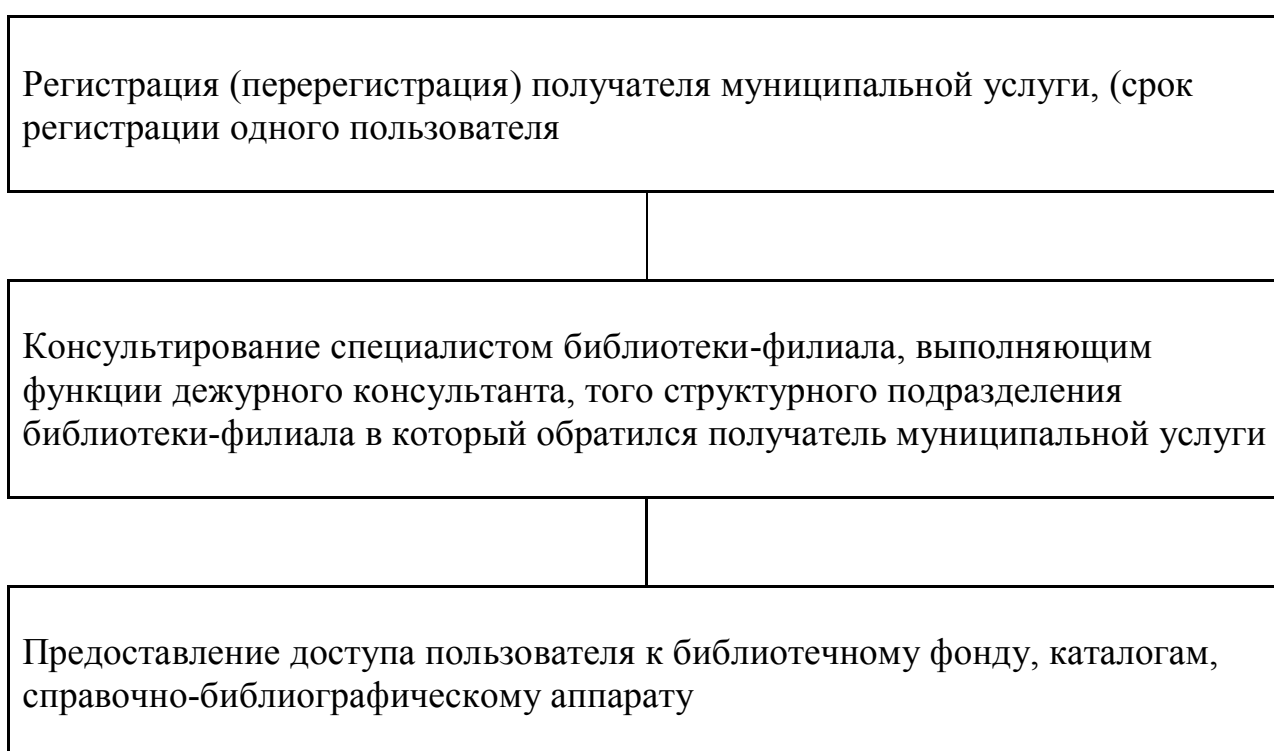 Регистрация (перерегистрация) получателя муниципальной услуги, (срок
регистрации одного пользователя
Консультирование специалистом библиотеки-филиала, выполняющим
функции дежурного консультанта, того структурного подразделения
библиотеки-филиала в который обратился получатель муниципальной услуги
Предоставление доступа пользователя к библиотечному фонду, каталогам,
справочно-библиографическому аппарату